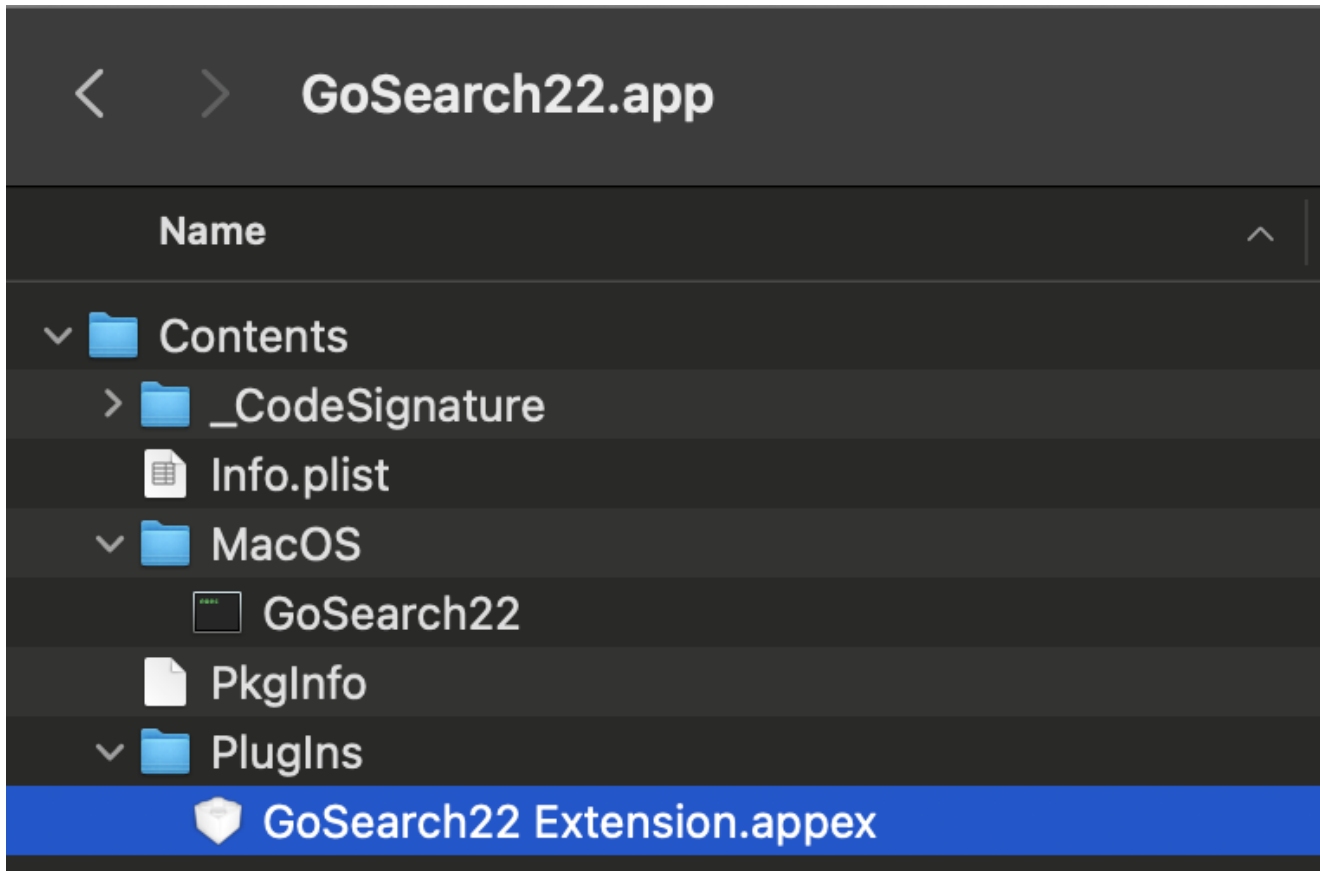 GoSearch22.app
Name
Contents
_CodeSignature
Info.plist
MacOS
GoSearch22
PkgInfo
PlugIns
GoSearch22 Extension.appex